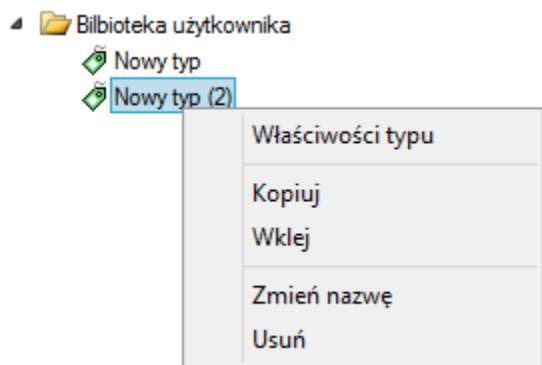 Bilbioteka użytkownika
Nowy typ
Nowy typ (2)
Właściwości typu
Kopiuj
Wklej
Zmień nazwę
Usuń